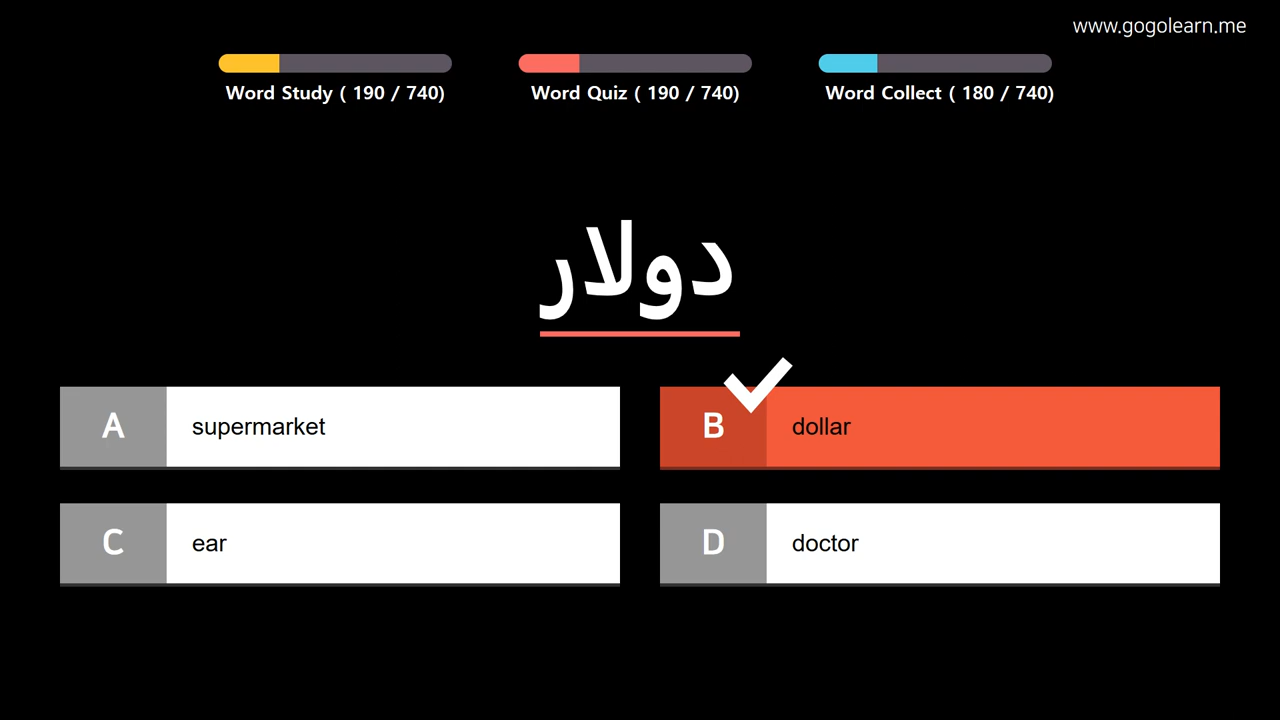 www.gogolearn.me
Word Study ( 190 / 740)
Word Quiz ( 190 / 740)
Word Collect ( 180 / 740)
دولار
A
supermarket
B
dollar
C
ear
D
doctor